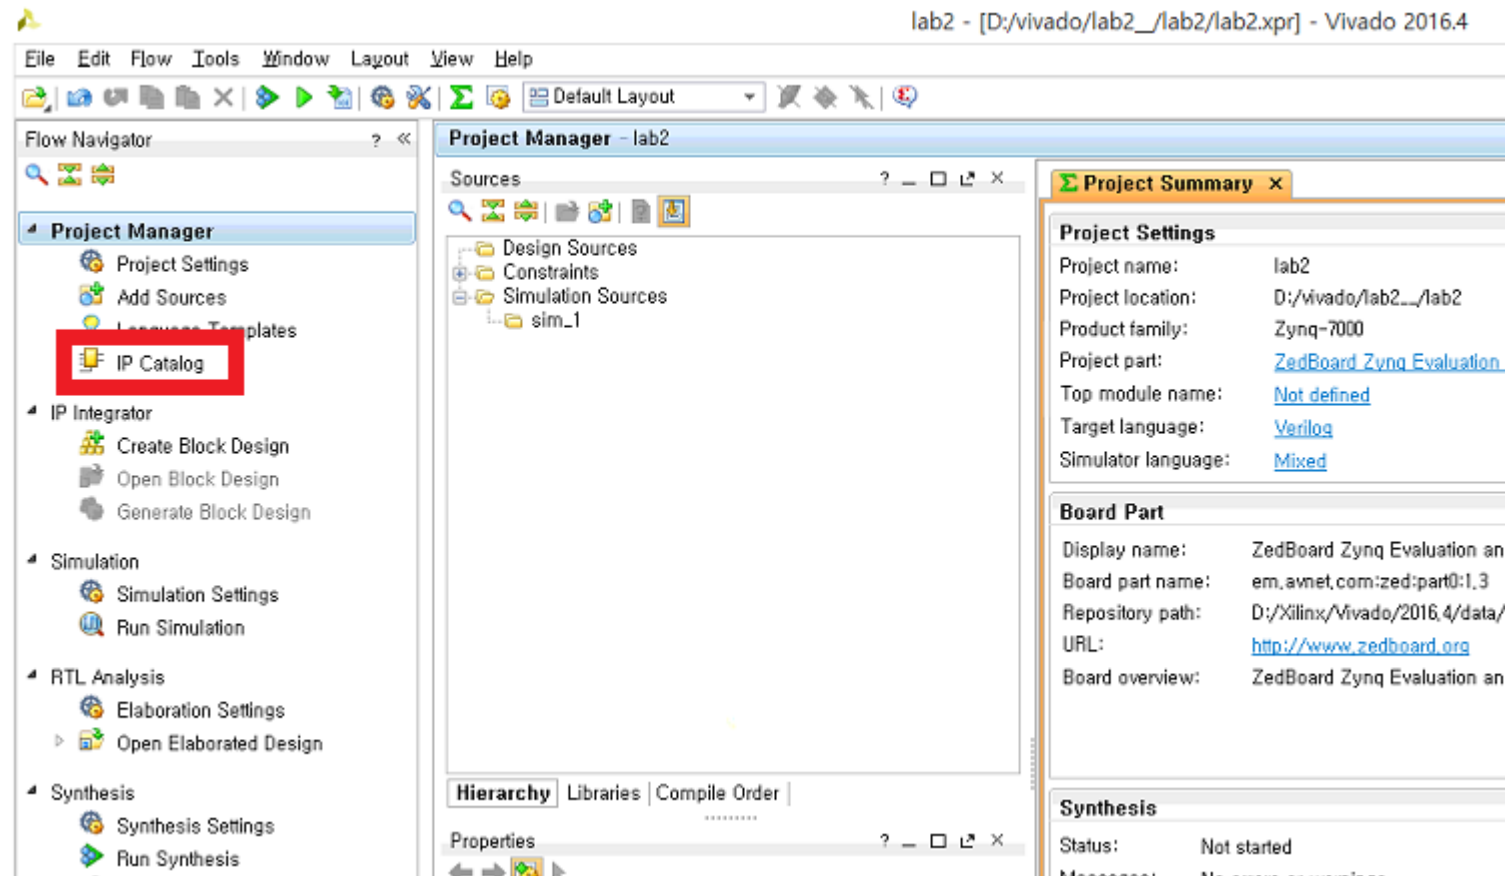 lab2 - [D:/vivado/lab2__/lab2/lab2.xpr] - Vivado 2016.4
File Edit Flow Tools Window Layout View Help
Default Layout
Flow Navigator
Project Manager
Project Settings
Add Sources
Language Templates
IP Catalog
IP Integrator
Create Block Design
Open Block Design
Generate Block Design
Simulation
Simulation Settings
Run Simulation
RTL Analysis
Elaboration Settings
Open Elaborated Design
Synthesis
Synthesis Settings
Run Synthesis
Project Manager - lab2
Sources
Design Sources
Constraints
Simulation Sources
sim_1
Hierarchy Libraries Compile Order
Properties
Project Summary
Project Settings
Project name: lab2
Project location: D:/vivado/lab2__/lab2
Product family: Zynq-7000
Project part: ZedBoard Zynq Evaluation
Top module name: Not defined
Target language: Verilog
Simulator language: Mixed
Board Part
Display name: ZedBoard Zynq Evaluation an
Board part name: em.avnet.com:zed:part0:1.3
Repository path: D:/Xilinx/Vivado/2016.4/data/
URL: http://www.zedboard.org
Board overview: ZedBoard Zynq Evaluation an
Synthesis
Status: Not started